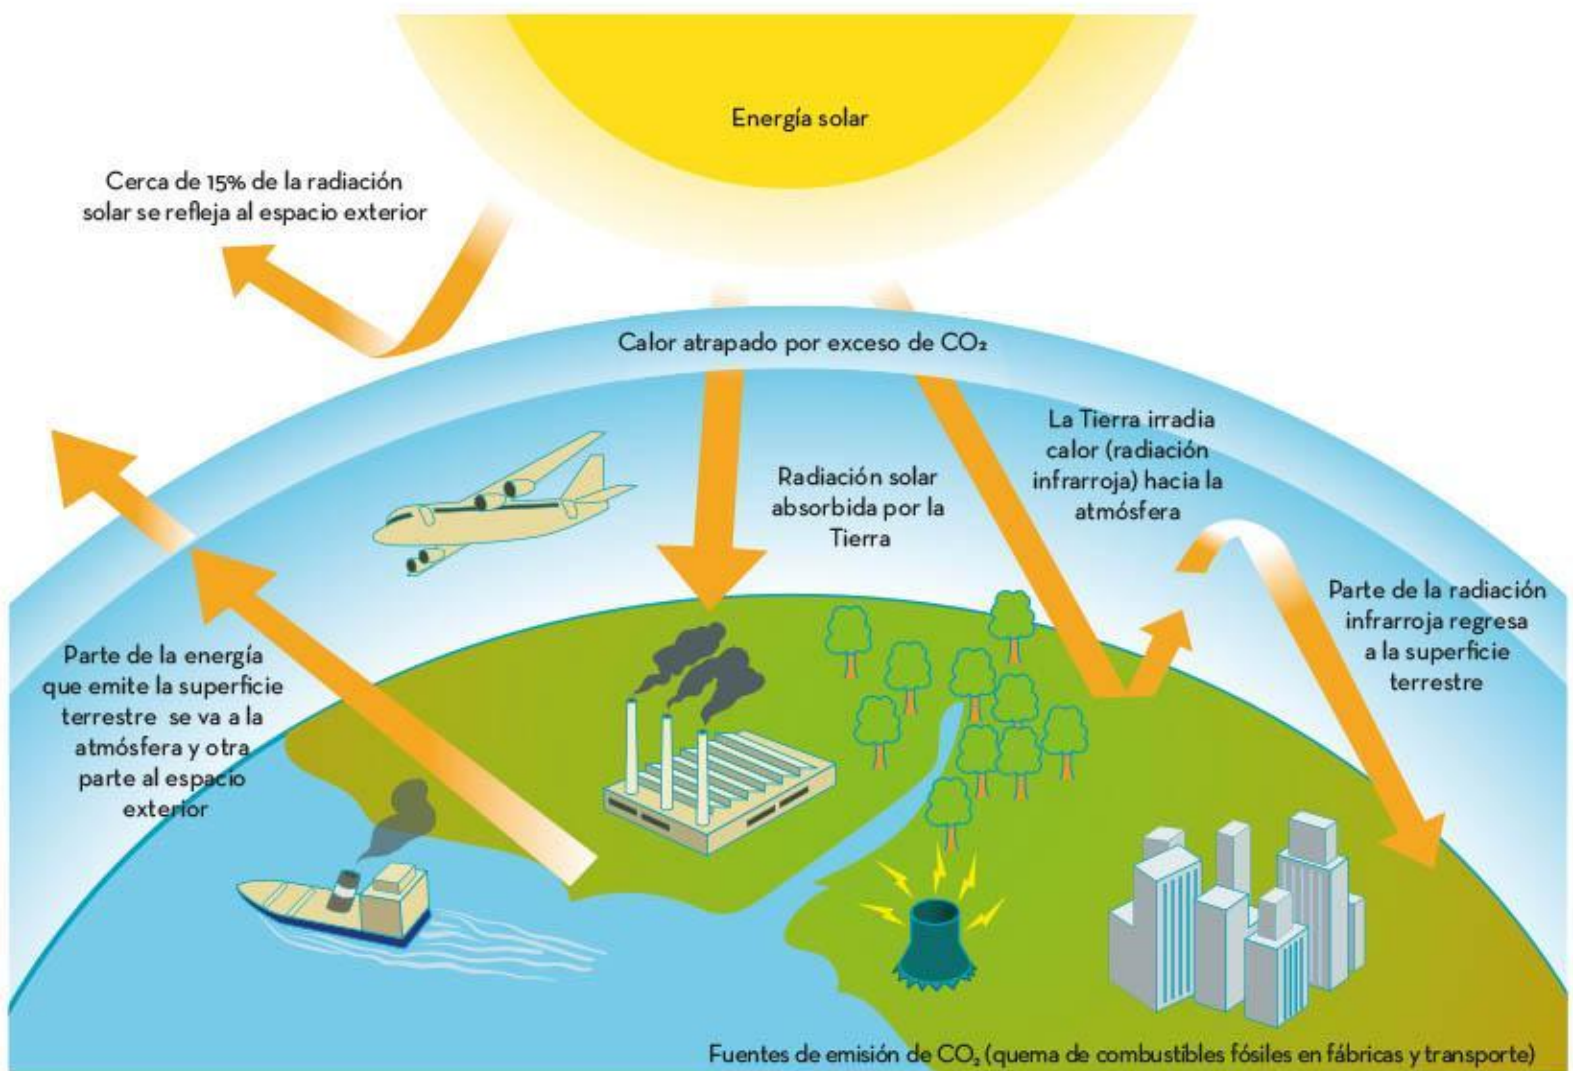 Energía solar
Cerca de 15% de la radiación
solar se refleja al espacio exterior
Calor atrapado por exceso de CO₂
La Tierra irradia
calor (radiación
infrarroja) hacia la
atmósfera
Radiación solar
absorbida por la
Tierra
Parte de la radiación
infrarroja regresa
a la superficie
terrestre
Parte de la energía
que emite la superficie
terrestre se va a la
atmósfera y otra
parte al espacio
exterior
Fuentes de emisión de CO₂ (quema de combustibles fósiles en fábricas y transporte)